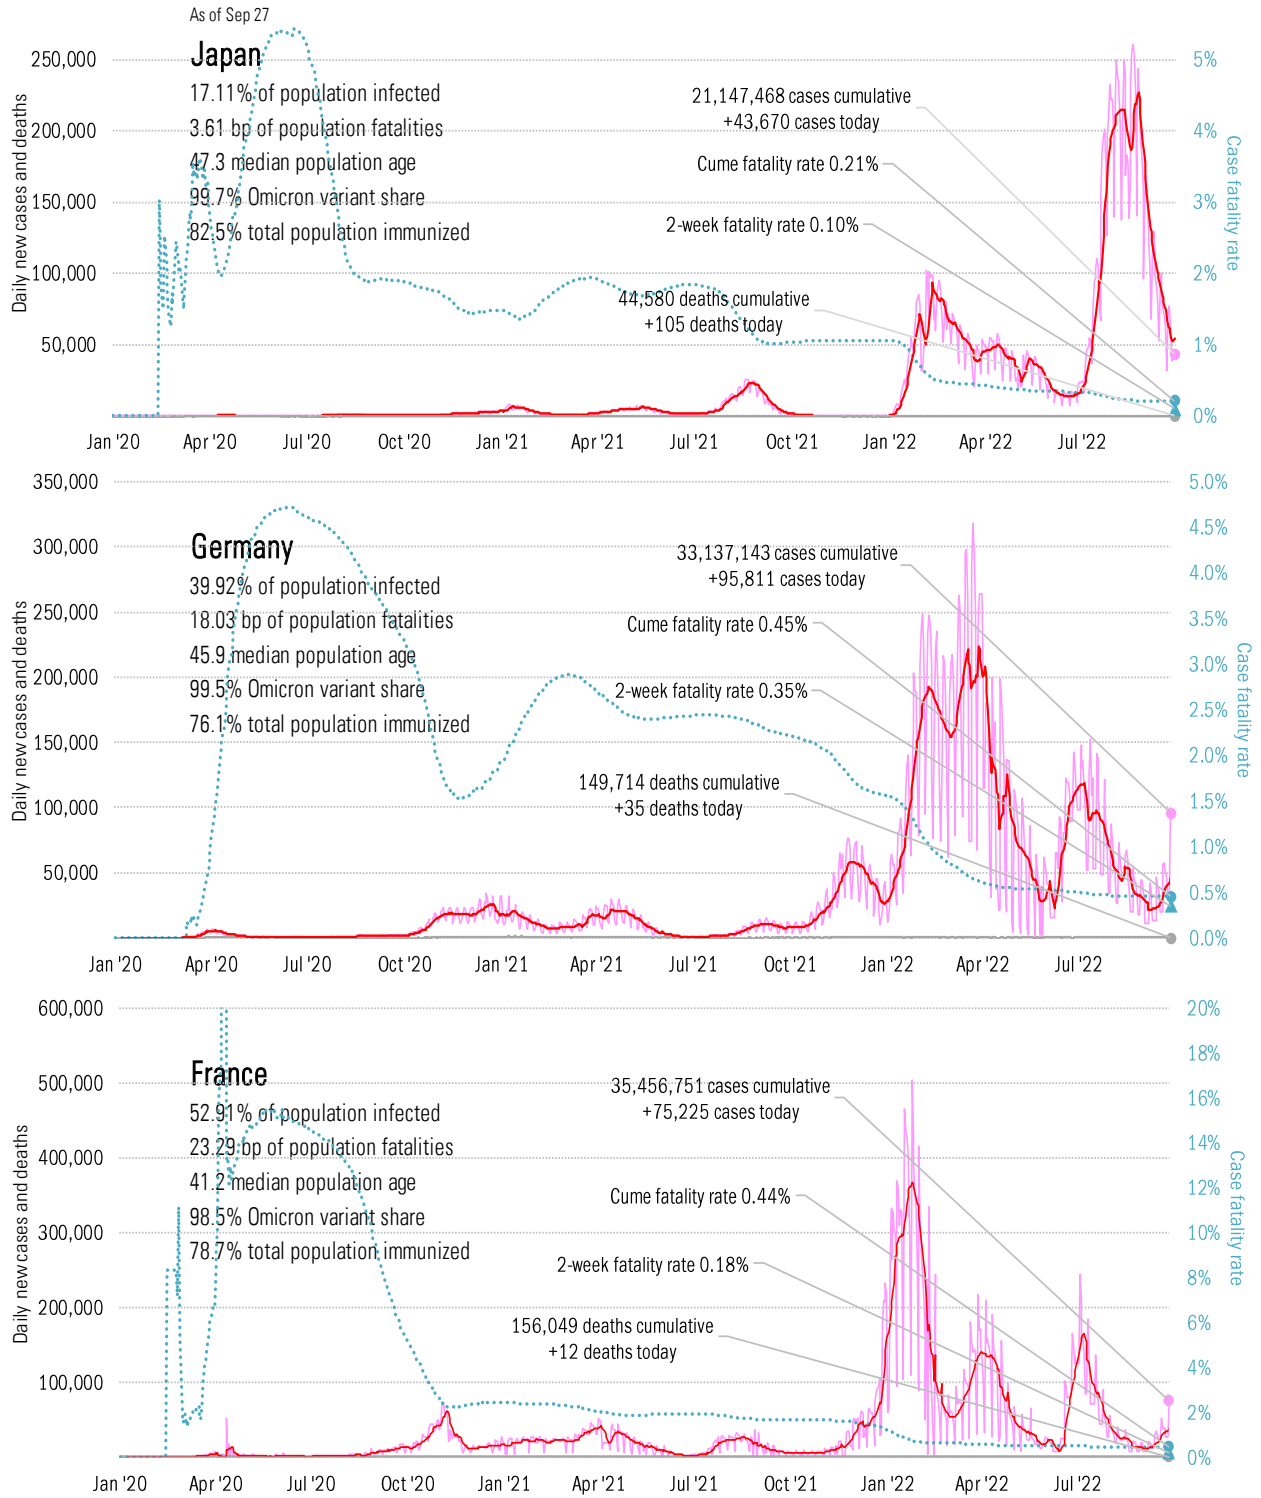 As of Sep 27
Japan
17.11% of population infected
3.61 bp of population fatalities
47.3 median population age
99.7% Omicron variant share
82.5% total population immunized
21,147,468 cases cumulative
+43,670 cases today
Cume fatality rate 0.21%
2-week fatality rate 0.10%
44,580 deaths cumulative
+105 deaths today
Daily new cases and deaths
250,000
200,000
150,000
100,000
50,000
5%
4%
3%
2%
1%
0%
Case fatality rate
Jan '20 Apr '20 Jul '20 Oct '20 Jan '21 Apr '21 Jul '21 Oct '21 Jan '22 Apr '22 Jul '22
Germany
39.92% of population infected
18.03 bp of population fatalities
45.9 median population age
99.5% Omicron variant share
76.1% total population immunized
33,137,143 cases cumulative
+95,811 cases today
Cume fatality rate 0.45%
2-week fatality rate 0.35%
149,714 deaths cumulative
+35 deaths today
Daily new cases and deaths
350,000
300,000
250,000
200,000
150,000
100,000
50,000
5.0%
4.5%
4.0%
3.5%
3.0%
2.5%
2.0%
1.5%
1.0%
0.5%
0.0%
Case fatality rate
Jan '20 Apr '20 Jul '20 Oct '20 Jan '21 Apr '21 Jul '21 Oct '21 Jan '22 Apr '22 Jul '22
France
52.91% of population infected
23.29 bp of population fatalities
41.2 median population age
98.5% Omicron variant share
78.7% total population immunized
35,456,751 cases cumulative
+75,225 cases today
Cume fatality rate 0.44%
2-week fatality rate 0.18%
156,049 deaths cumulative
+12 deaths today
Daily new cases and deaths
600,000
500,000
400,000
300,000
200,000
100,000
20%
18%
16%
14%
12%
10%
8%
6%
4%
2%
0%
Case fatality rate
Jan '20 Apr '20 Jul '20 Oct '20 Jan '21 Apr '21 Jul '21 Oct '21 Jan '22 Apr '22 Jul '22